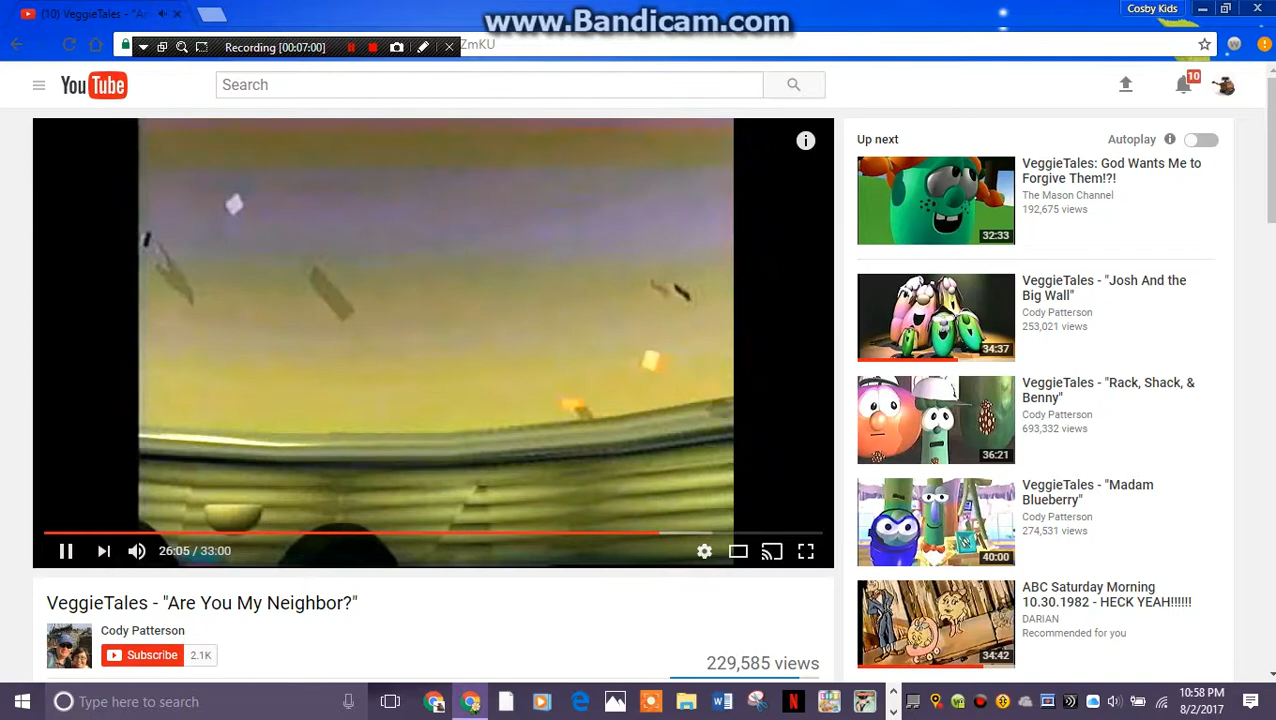 www.Bandicam.com
Cosby Kids
(10) VeggieTales - "Ar
Recording [00:07:00]
ZmKU
YouTube
Search
10
Up next
Autoplay
VeggieTales: God Wants Me to
Forgive Them!?!
The Mason Channel
192,675 views
32:33
VeggieTales - "Josh And the
Big Wall"
Cody Patterson
253,021 views
34:37
VeggieTales - "Rack, Shack, &
Benny"
Cody Patterson
693,332 views
36:21
VeggieTales - "Madam
Blueberry"
Cody Patterson
274,531 views
40:00
ABC Saturday Morning
10.30.1982 - HECK YEAH!!!!!!
DARIAN
Recommended for you
34:42
26:05 / 33:00
VeggieTales - "Are You My Neighbor?"
Cody Patterson
Subscribe 2.1K
229,585 views
Type here to search
10:58 PM
8/2/2017